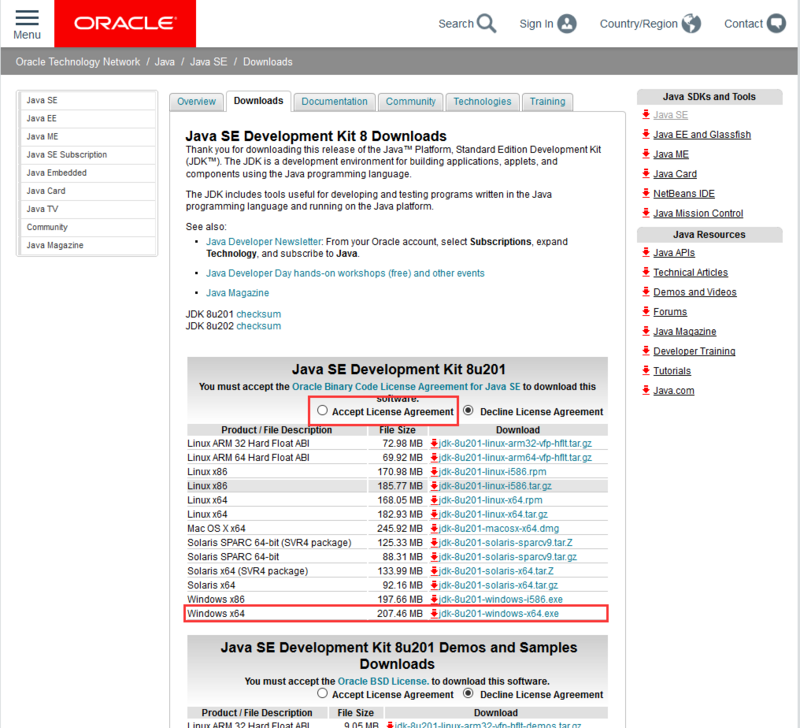 Menu
ORACLE
Search
Sign In
Country/Region
Contact
Oracle Technology Network / Java / Java SE / Downloads
Java SE
Java EE
Java ME
Java SE Subscription
Java Embedded
Java Card
Java TV
Community
Java Magazine
Overview
Downloads
Documentation
Community
Technologies
Training
Java SE Development Kit 8 Downloads
Thank you for downloading this release of the Java™ Platform, Standard Edition Development Kit
(JDK™). The JDK is a development environment for building applications, applets, and
components using the Java programming language.
The JDK includes tools useful for developing and testing programs written in the Java
programming language and running on the Java platform.
See also:
Java Developer Newsletter: From your Oracle account, select Subscriptions, expand
Technology, and subscribe to Java.
Java Developer Day hands-on workshops (free) and other events
Java Magazine
JDK 8u201 checksum
JDK 8u202 checksum
Java SE Development Kit 8u201
You must accept the Oracle Binary Code License Agreement for Java SE to download this
software.
Accept License Agreement Decline License Agreement
Product / File Description File Size Download
Linux ARM 32 Hard Float ABI 72.98 MB jdk-8u201-linux-arm32-vfp-hflt.tar.gz
Linux ARM 64 Hard Float ABI 69.92 MB jdk-8u201-linux-arm64-vfp-hflt.tar.gz
Linux x86 170.98 MB jdk-8u201-linux-i586.rpm
Linux x86 185.77 MB jdk-8u201-linux-i586.tar.gz
Linux x64 168.05 MB jdk-8u201-linux-x64.rpm
Linux x64 182.93 MB jdk-8u201-linux-x64.tar.gz
Mac OS X x64 245.92 MB jdk-8u201-macosx-x64.dmg
Solaris SPARC 64-bit (SVR4 package) 125.33 MB jdk-8u201-solaris-sparcv9.tar.Z
Solaris SPARC 64-bit 88.31 MB jdk-8u201-solaris-sparcv9.tar.gz
Solaris x64 (SVR4 package) 133.99 MB jdk-8u201-solaris-x64.tar.Z
Solaris x64 92.16 MB jdk-8u201-solaris-x64.tar.gz
Windows x86 197.66 MB jdk-8u201-windows-i586.exe
Windows x64 207.46 MB jdk-8u201-windows-x64.exe
Java SE Development Kit 8u201 Demos and Samples
Downloads
You must accept the Oracle BSD License. to download this software.
Accept License Agreement Decline License Agreement
Product / File Description File Size Download
Linux ARM 32 Hard Float ABI 9.05 MB jdk-8u201-linux-arm32-vfp-hflt-demos.tar.gz
Java SDKs and Tools
Java SE
Java EE and Glassfish
Java ME
Java Card
NetBeans IDE
Java Mission Control
Java Resources
Java APIs
Technical Articles
Demos and Videos
Forums
Java Magazine
Developer Training
Tutorials
Java.com